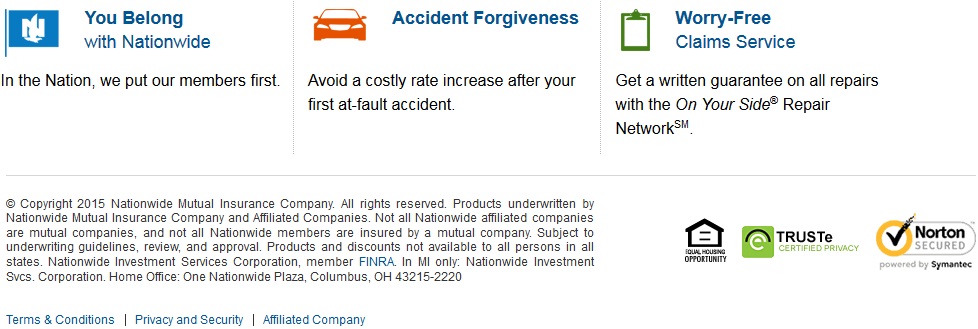 You Belong
with Nationwide
In the Nation, we put our members first.
Accident Forgiveness
Avoid a costly rate increase after your
first at-fault accident.
Worry-Free
Claims Service
Get a written guarantee on all repairs
with the On Your Side® Repair
Network℠.
© Copyright 2015 Nationwide Mutual Insurance Company. All rights reserved. Products underwritten by
Nationwide Mutual Insurance Company and Affiliated Companies. Not all Nationwide affiliated companies
are mutual companies, and not all Nationwide members are insured by a mutual company. Subject to
underwriting guidelines, review, and approval. Products and discounts not available to all persons in all
states. Nationwide Investment Services Corporation, member FINRA. In MI only: Nationwide Investment
Svcs. Corporation. Home Office: One Nationwide Plaza, Columbus, OH 43215-2220
EQUAL HOUSING
OPPORTUNITY
TRUSTe
CERTIFIED PRIVACY
Norton
SECURED
powered by Symantec
Terms & Conditions | Privacy and Security | Affiliated Company